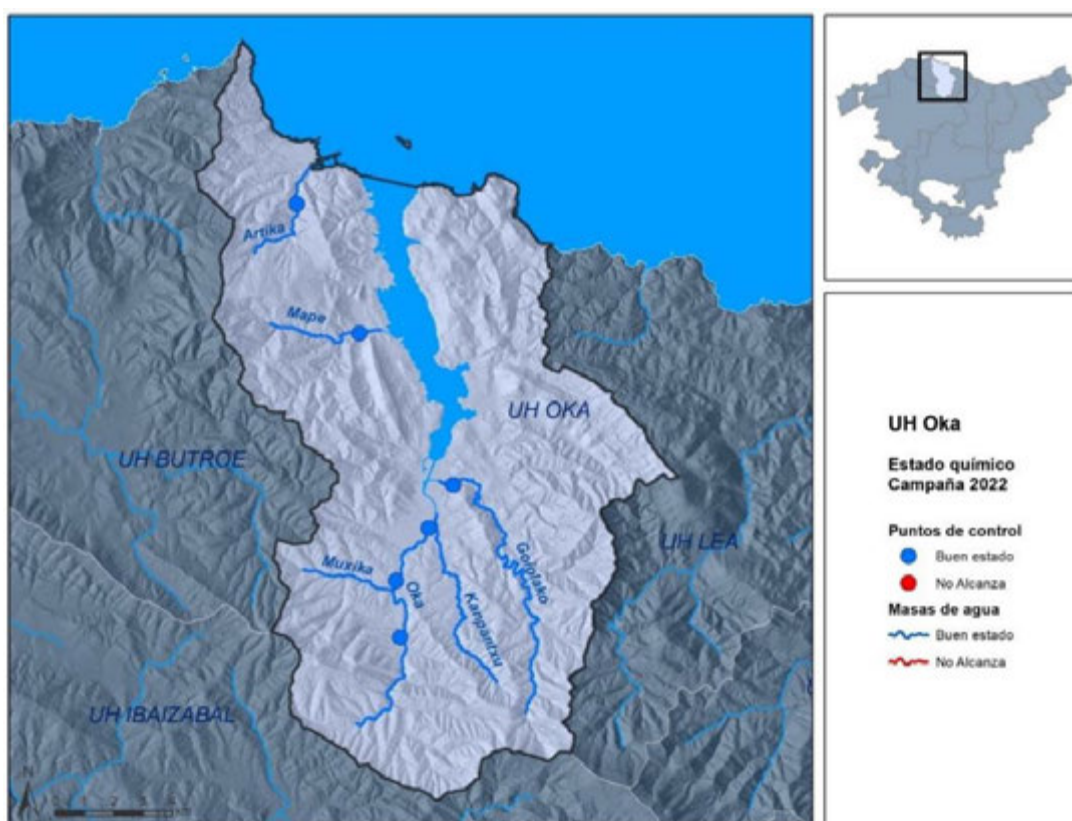 Artika
Mape
UH OKA
UH BUTROE
Golólako
UH LEA
Muxika
Oka
Kanpantxu
UH IBAIZABAL
N
UH Oka
Estado químico
Campaña 2022
Puntos de control
Buen estado
No Alcanza
Masas de agua
Buen estado
No Alcanza